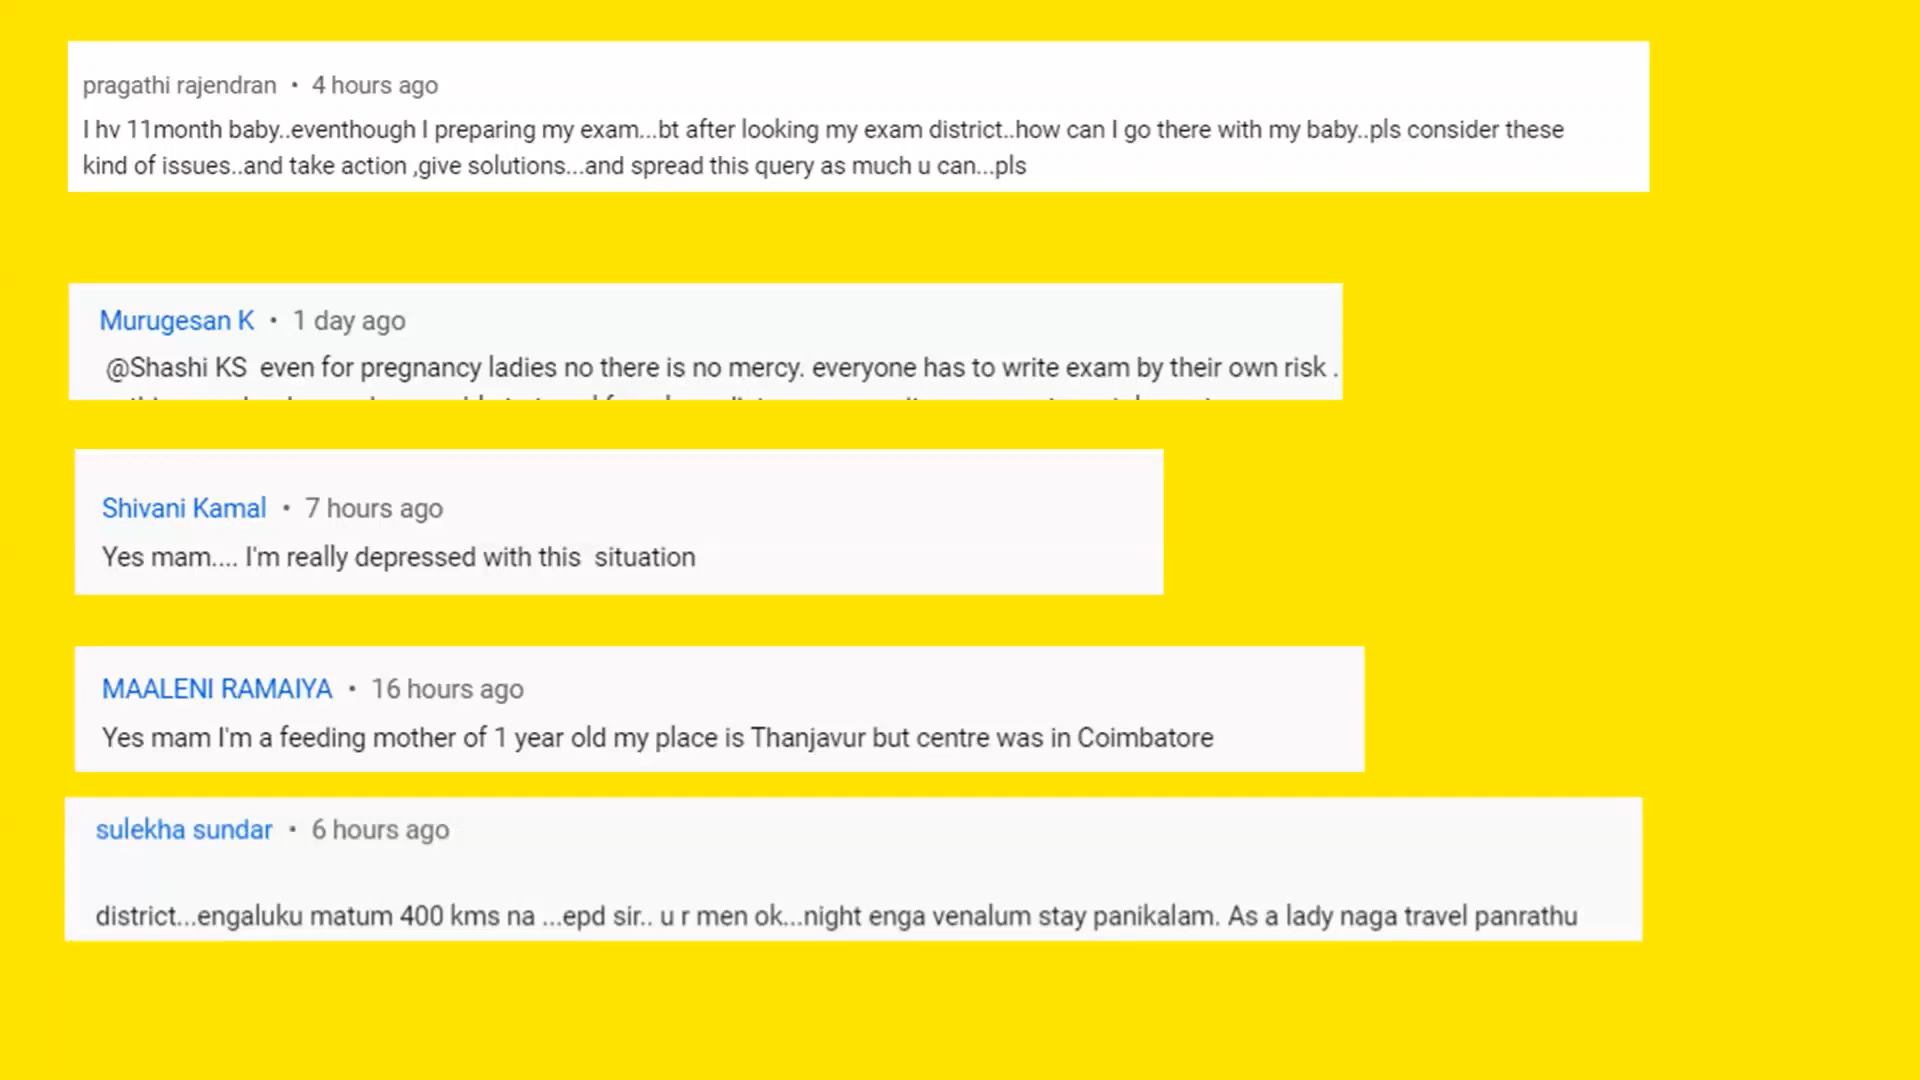 pragathi rajendran • 4 hours ago
I hv 11month baby..eventhough I preparing my exam...bt after looking my exam district..how can I go there with my baby..pls consider these
kind of issues..and take action ,give solutions...and spread this query as much u can...pls
Murugesan K • 1 day ago
@Shashi KS even for pregnancy ladies no there is no mercy. everyone has to write exam by their own risk .
Shivani Kamal • 7 hours ago
Yes mam.... I'm really depressed with this situation
MAALENI RAMAIYA • 16 hours ago
Yes mam I'm a feeding mother of 1 year old my place is Thanjavur but centre was in Coimbatore
sulekha sundar • 6 hours ago
district...engaluku matum 400 kms na ...epd sir.. u r men ok...night enga venalum stay panikalam. As a lady naga travel panrathu